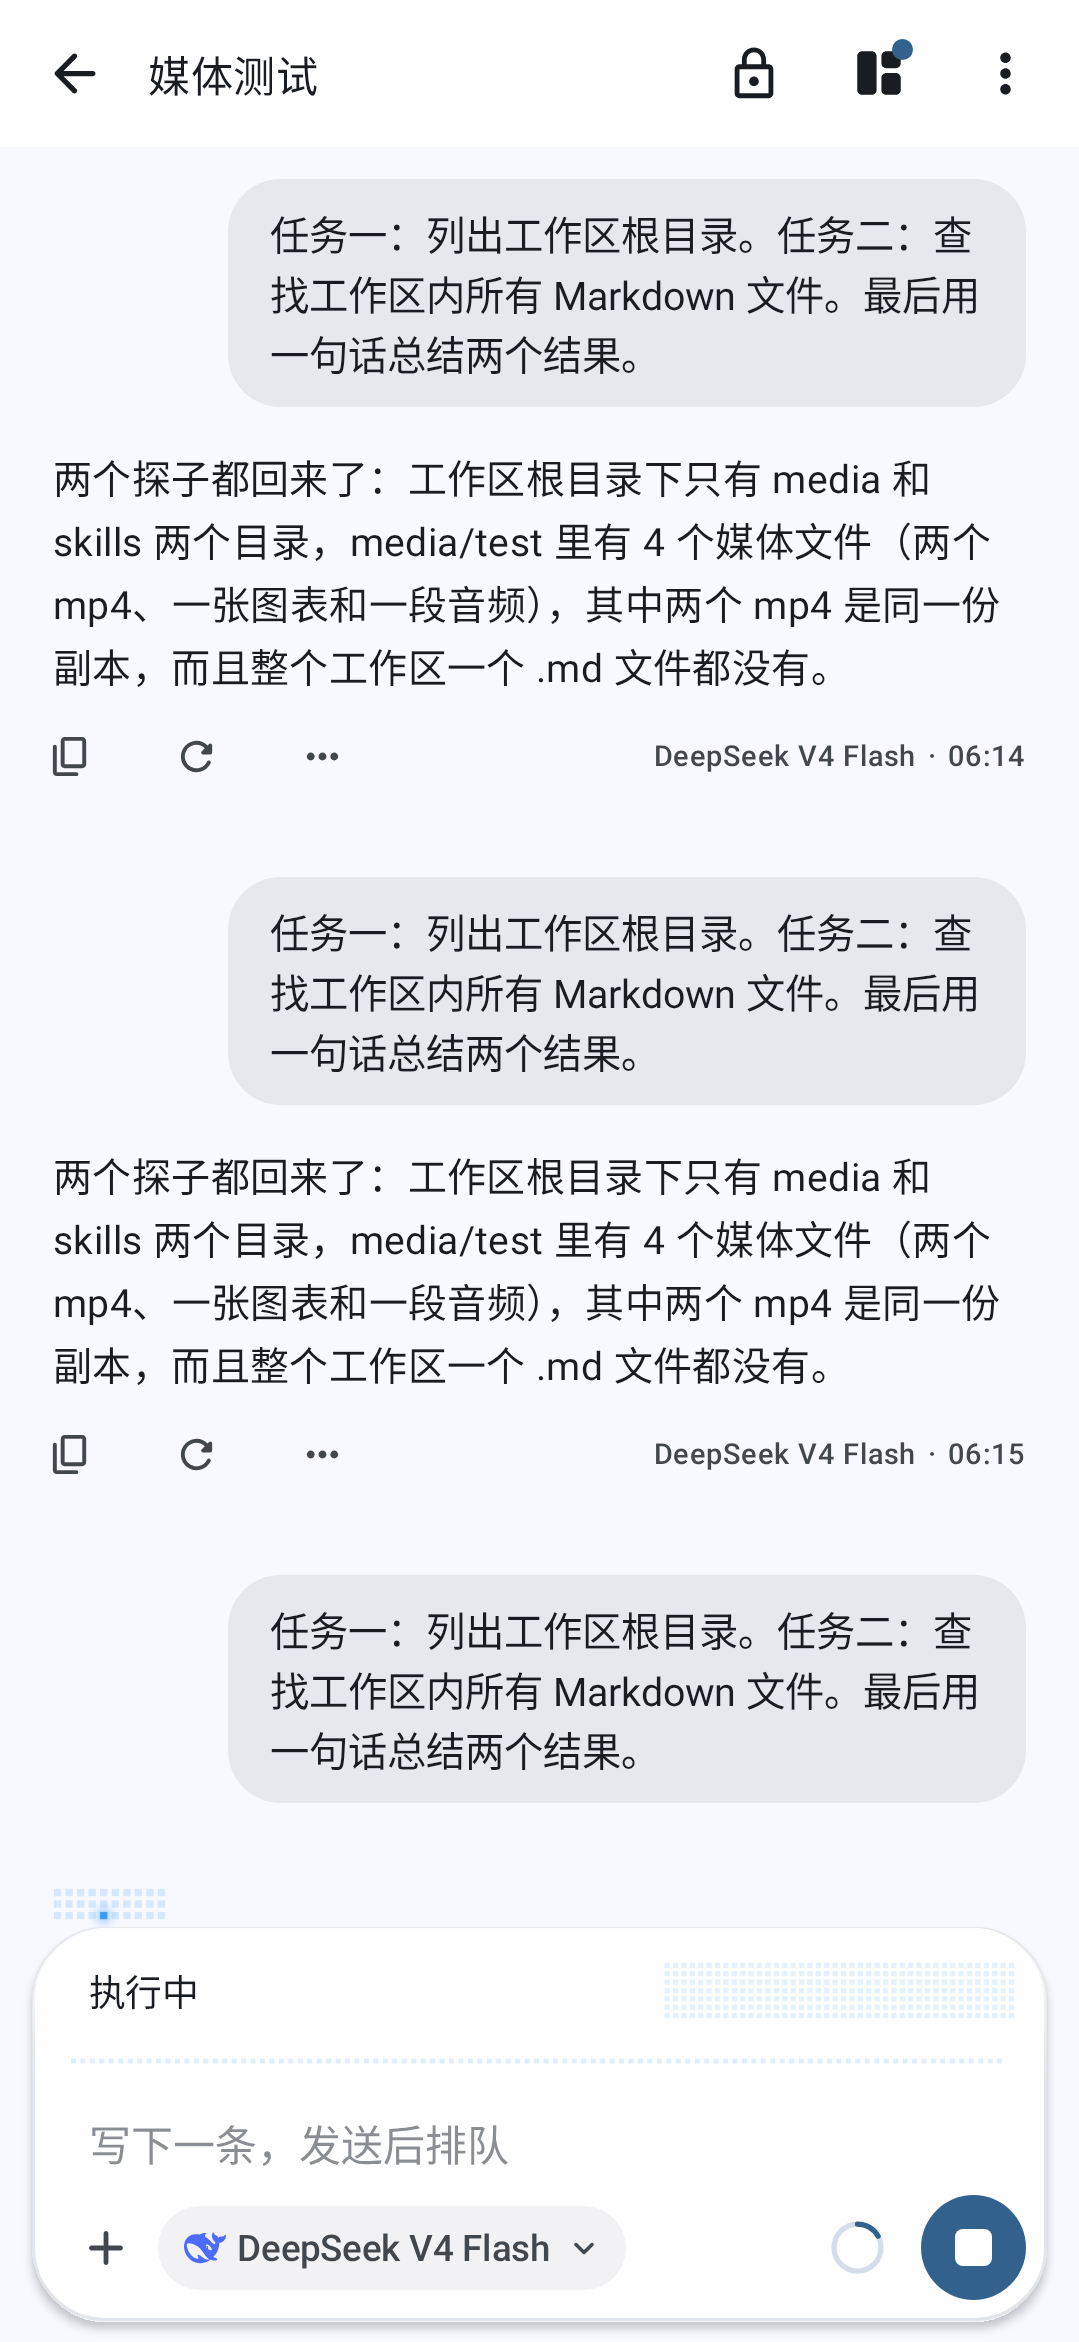 媒体测试
任务一：列出工作区根目录。任务二：查
找工作区内所有 Markdown 文件。最后用
一句话总结两个结果。
两个探子都回来了：工作区根目录下只有 media 和
skills 两个目录，media/test 里有 4 个媒体文件（两个
mp4、一张图表和一段音频），其中两个 mp4 是同一份
副本，而且整个工作区一个 .md 文件都没有。
DeepSeek V4 Flash · 06:14
任务一：列出工作区根目录。任务二：查
找工作区内所有 Markdown 文件。最后用
一句话总结两个结果。
两个探子都回来了：工作区根目录下只有 media 和
skills 两个目录，media/test 里有 4 个媒体文件（两个
mp4、一张图表和一段音频），其中两个 mp4 是同一份
副本，而且整个工作区一个 .md 文件都没有。
DeepSeek V4 Flash · 06:15
任务一：列出工作区根目录。任务二：查
找工作区内所有 Markdown 文件。最后用
一句话总结两个结果。
执行中
写下一条，发送后排队
DeepSeek V4 Flash